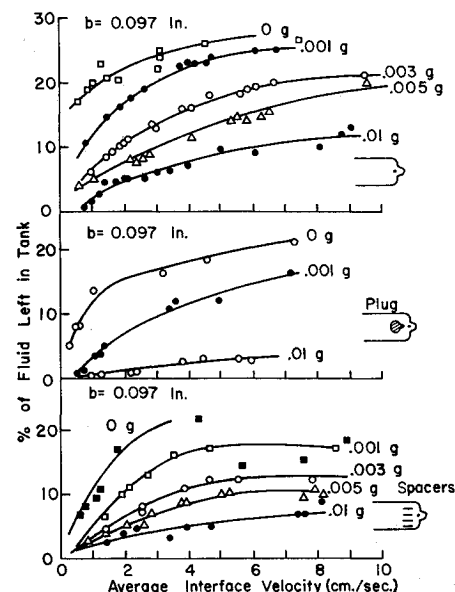 30
b= 0.097 In.
0 g
.001 g
20
.003 g
.005 g
10
.01 g
0
b= 0.097 In.
0 g
20
.001 g
Plug
10
.01 g
0
b= 0.097 In.
0 g
20
.001 g
.003 g
10
.005 g
Spacers
.01 g
0
0 2 4 6 8 10
Average Interface Velocity (cm./sec.)
% of Fluid Left in Tank